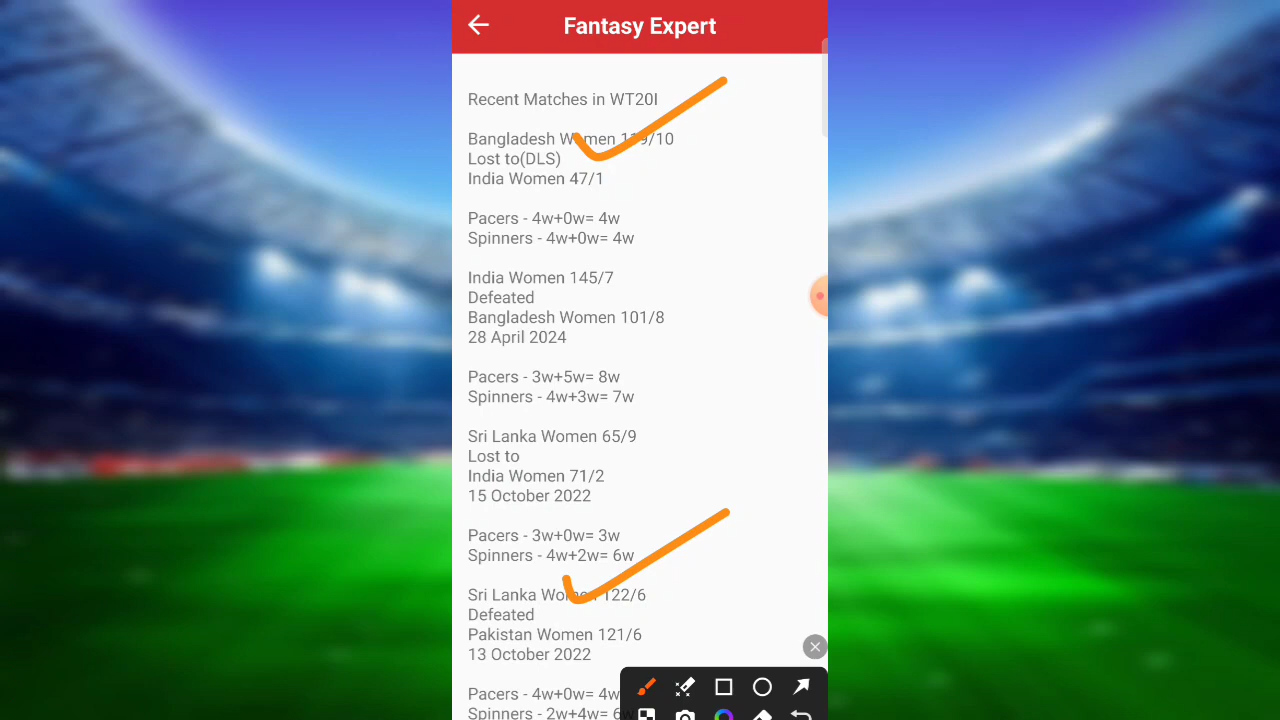 Fantasy Expert
Recent Matches in WT20I
Bangladesh Women 119/10
Lost to(DLS)
India Women 47/1
Pacers - 4w+0w= 4w
Spinners - 4w+0w= 4w
India Women 145/7
Defeated
Bangladesh Women 101/8
28 April 2024
Pacers - 3w+5w= 8w
Spinners - 4w+3w= 7w
Sri Lanka Women 65/9
Lost to
India Women 71/2
15 October 2022
Pacers - 3w+0w= 3w
Spinners - 4w+2w= 6w
Sri Lanka Women 122/6
Defeated
Pakistan Women 121/6
13 October 2022
Pacers - 4w+0w= 4w
Spinners - 2w+4w= 6w